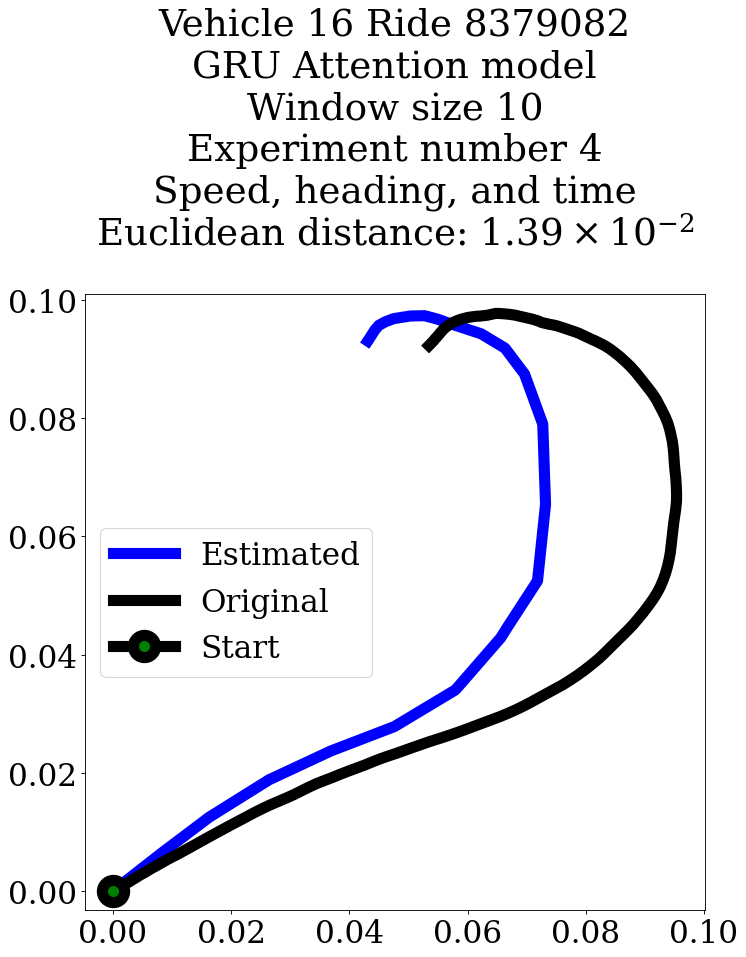 Vehicle 16 Ride 8379082
GRU Attention model
Window size 10
Experiment number 4
Speed, heading, and time
Euclidean distance: 1.39 × 10⁻²
0.10
0.08
0.06
0.04
0.02
0.00
Estimated
Original
Start
0.00 0.02 0.04 0.06 0.08 0.10